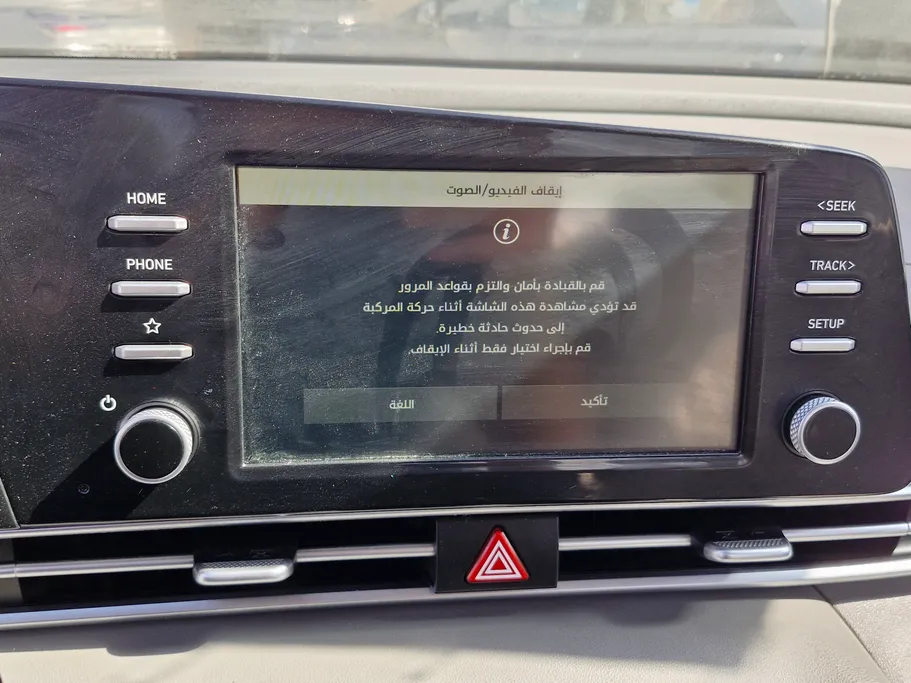 HOME
PHONE
إيقاف الفيديو/الصوت
قم بالقيادة بأمان والتزم بقواعد المرور
قد تؤدي مشاهدة هذه الشاشة أثناء حركة المركبة
إلى حدوث حادثة خطيرة.
قم بإجراء اختيار فقط أثناء الإيقاف.
تأكيد
اللغة
<SEEK
TRACK>
SETUP